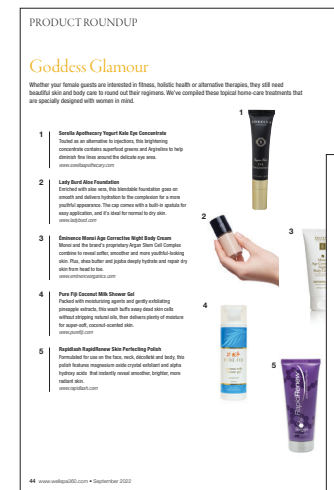 PRODUCT ROUNDUP
Goddess Glamour
Whether your female guests are interested in fitness, holistic health or alternative therapies, they still need
beautiful skin and body care to round out their regimens. We've compiled these topical home-care treatments that
are specially designed with women in mind.
1
1 Sorella Apothecary Yogurt Kale Eye Concentrate
Touted as an alternative to injections, this brightening
concentrate contains superfood greens and Argireline to help
diminish fine lines around the delicate eye area.
www.sorellaapothecary.com
SORELLA
2 Lady Burd Aloe Foundation
Enriched with aloe vera, this blendable foundation goes on
smooth and delivers hydration to the complexion for a more
youthful appearance. The cap comes with a built-in spatula for
easy application, and it's ideal for normal to dry skin.
www.ladyburd.com
2
3 Éminence Monoi Age Corrective Night Body Cream
Monoi and the brand's proprietary Argan Stem Cell Complex
combine to reveal softer, smoother and more youthful-looking
skin. Plus, shea butter and jojoba deeply hydrate and repair dry
skin from head to toe.
www.eminenceorganics.com
3
4 Pure Fiji Coconut Milk Shower Gel
Packed with moisturizing agents and gently exfoliating
pineapple extracts, this wash buffs away dead skin cells
without stripping natural oils, then delivers plenty of moisture
for super-soft, coconut-scented skin.
www.purefiji.com
4
5 Rapidlash RapidRenew Skin Perfecting Polish
Formulated for use on the face, neck, décolleté and body, this
polish features magnesium oxide crystal exfoliant and alpha
hydroxy acids that instantly reveal smoother, brighter, more
radiant skin.
www.rapidlash.com
5
RapidRenew
44 www.wellspa360.com • September 2022